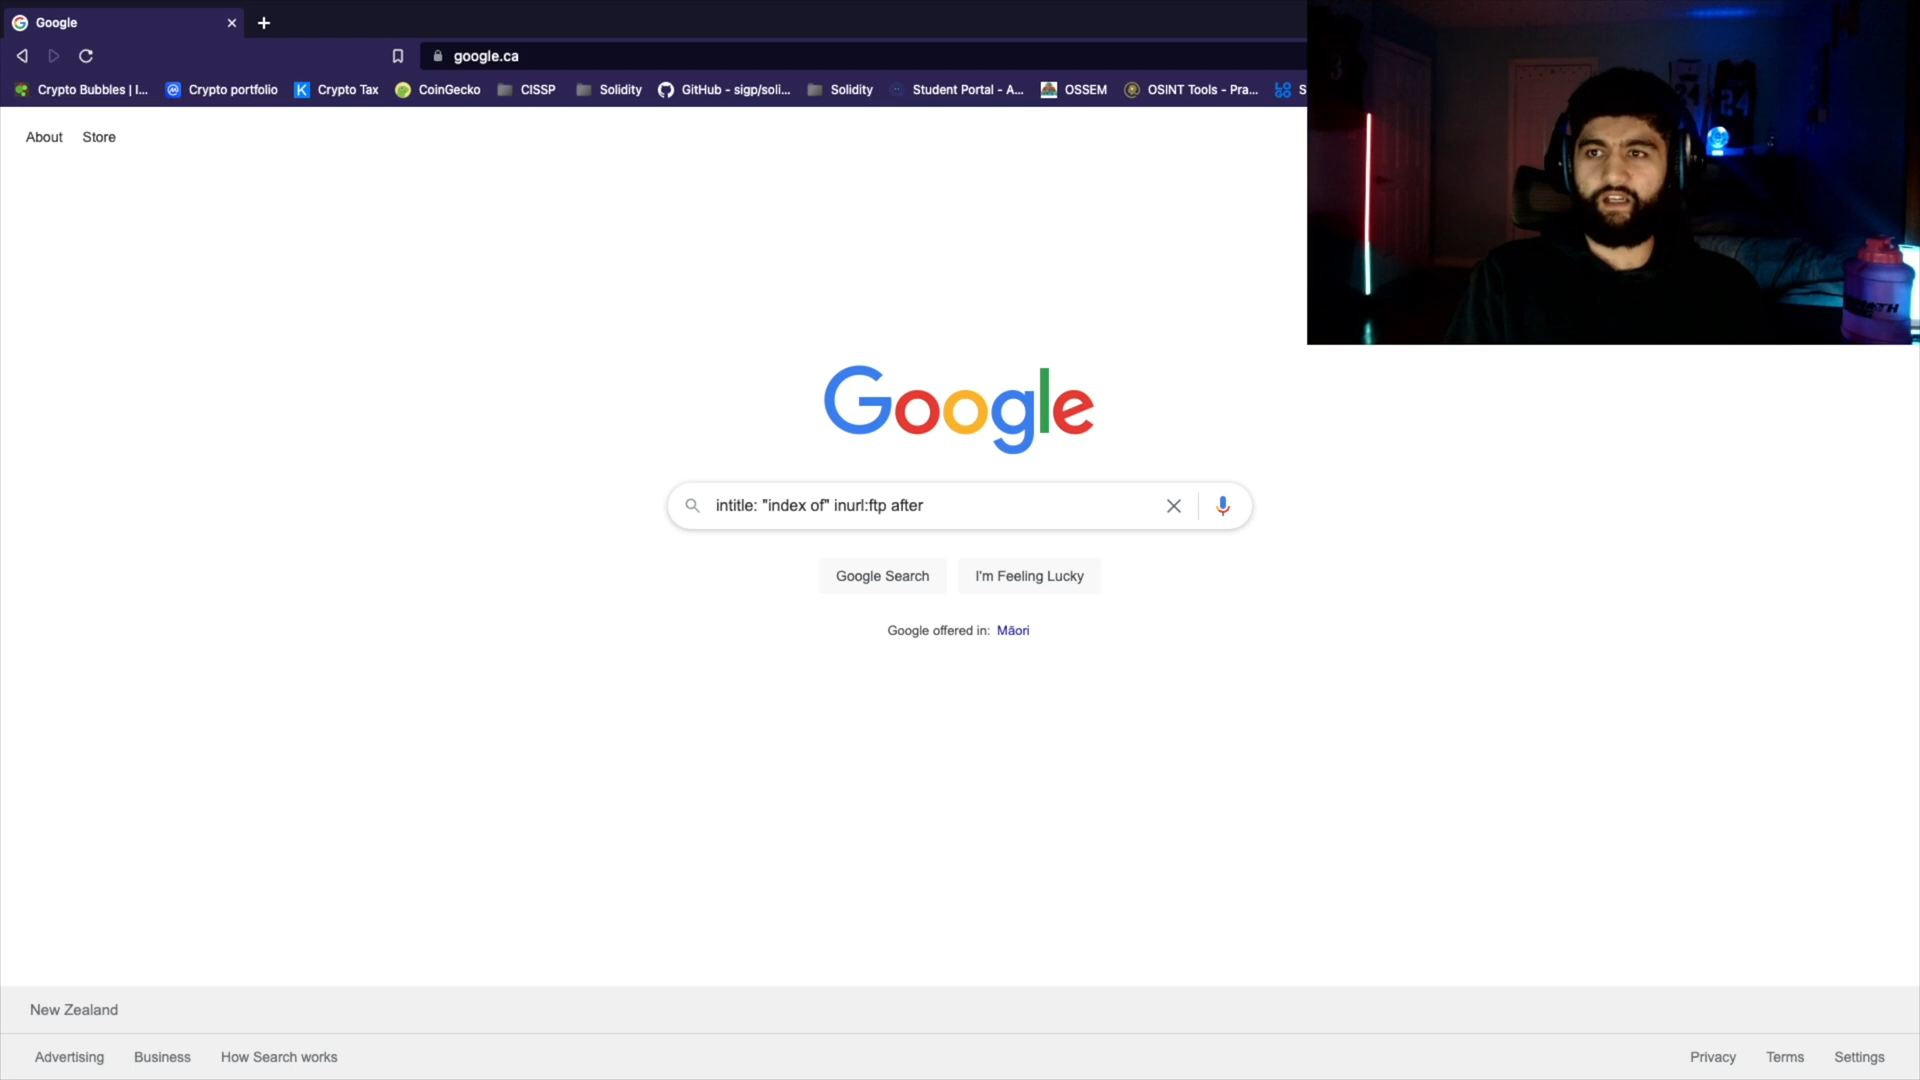 Google
google.ca
Crypto Bubbles | I... Crypto portfolio Crypto Tax CoinGecko CISSP Solidity GitHub - sigp/soli... Solidity Student Portal - A... OSSEM OSINT Tools - Pra... S
About Store
24
Google
intitle: "index of" inurl:ftp after
Google Search I'm Feeling Lucky
Google offered in: Māori
New Zealand
Advertising Business How Search works Privacy Terms Settings